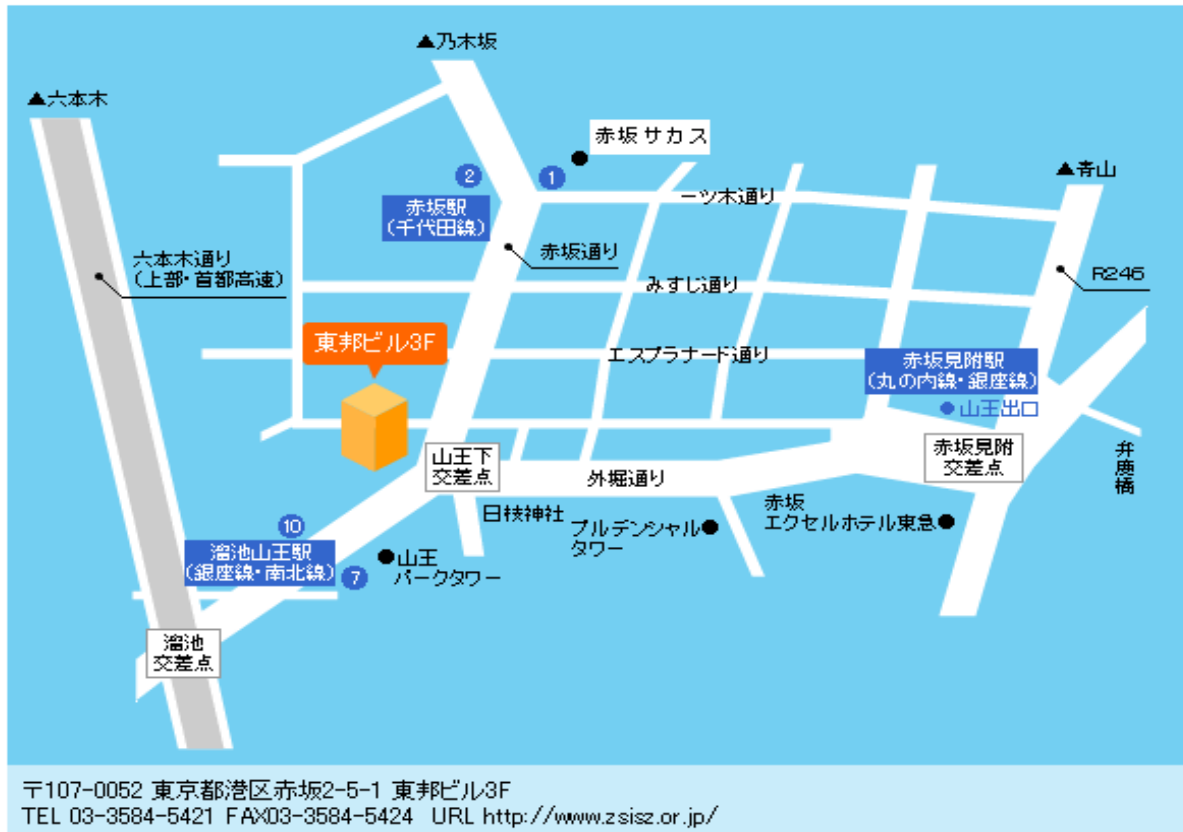 ▲乃木坂
▲六本木
赤坂サカス
②
①
▲青山
赤坂駅
(千代田線)
一ツ木通り
赤坂通り
六本木通り
(上部・首都高速)
みすじ通り
R246
東邦ビル3F
エスプラナード通り
赤坂見附駅
(丸の内線・銀座線)
山王出口
山王下
交差点
赤坂見附
交差点
弁慶橋
外堀通り
日枝神社
プルデンシャル
タワー
赤坂
エクセルホテル東急
⑩
溜池山王駅
(銀座線・南北線)
⑦
山王
パークタワー
溜池
交差点
〒107-0052 東京都港区赤坂2-5-1 東邦ビル3F
TEL 03-3584-5421 FAX03-3584-5424 URL http://www.zsisz.or.jp/